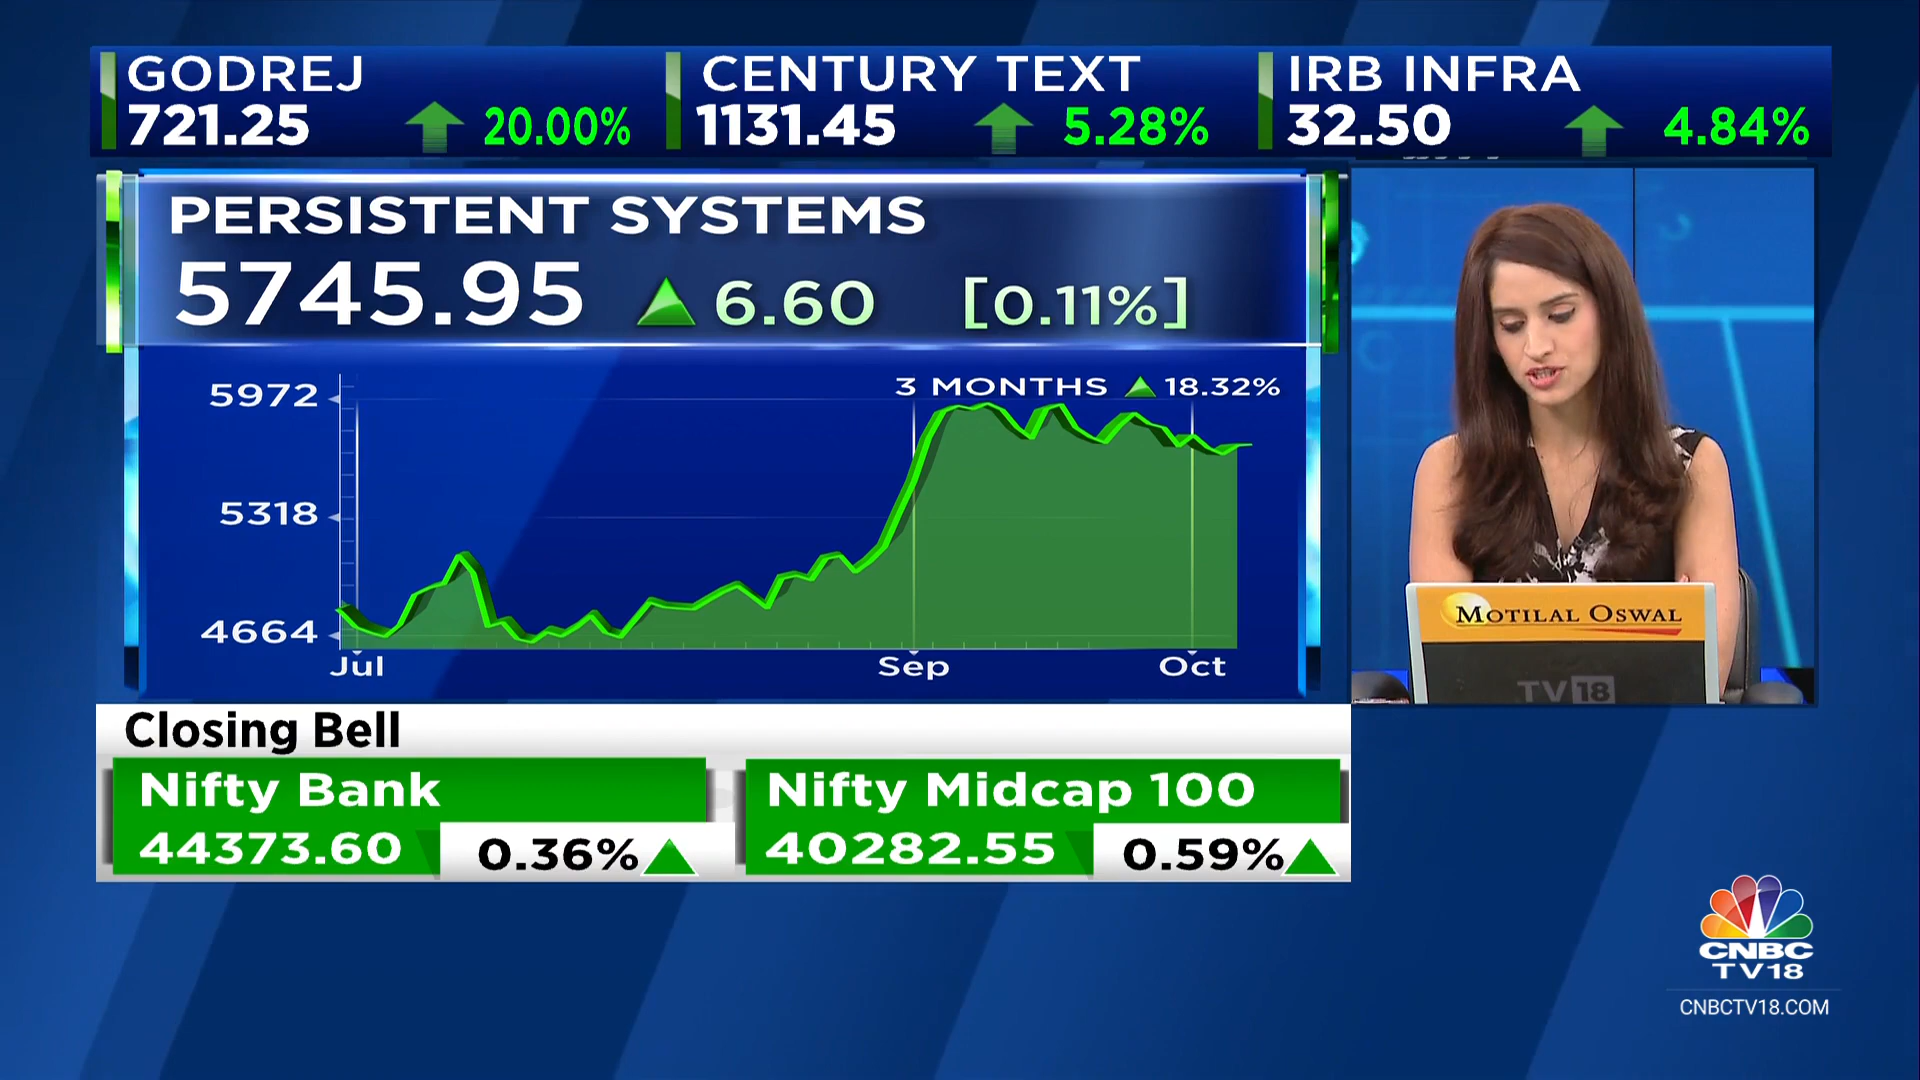 GODREJ
721.25 20.00%
CENTURY TEXT
1131.45 5.28%
IRB INFRA
32.50 4.84%
PERSISTENT SYSTEMS
5745.95 6.60 [0.11%]
3 MONTHS 18.32%
5972
5318
4664
Jul Sep Oct
MOTILAL OSWAL
TV18
Closing Bell
Nifty Bank
44373.60 0.36%
Nifty Midcap 100
40282.55 0.59%
CNBC
TV18
CNBCTV18.COM